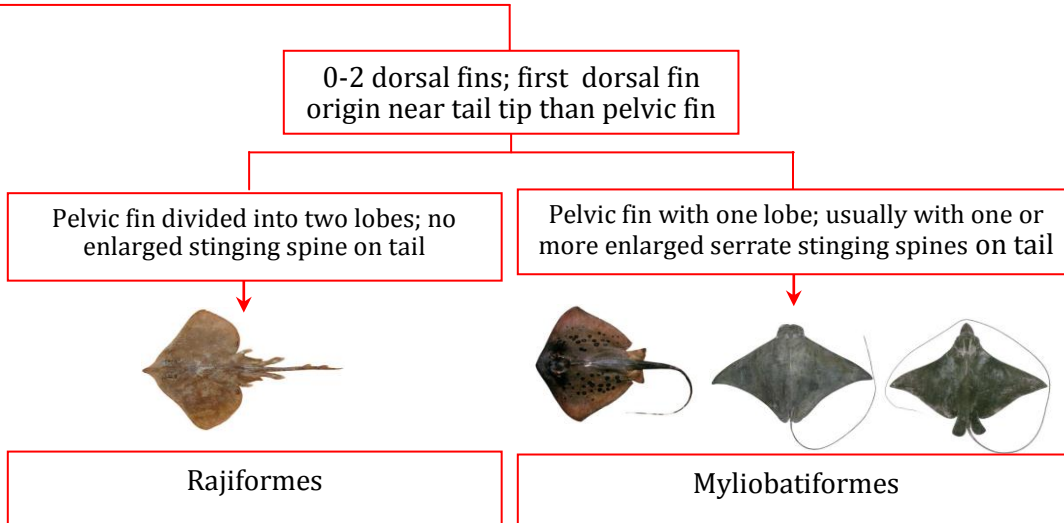 0-2 dorsal fins; first dorsal fin
origin near tail tip than pelvic fin
Pelvic fin divided into two lobes; no
enlarged stinging spine on tail
Pelvic fin with one lobe; usually with one or
more enlarged serrate stinging spines on tail
Rajiformes
Myliobatiformes